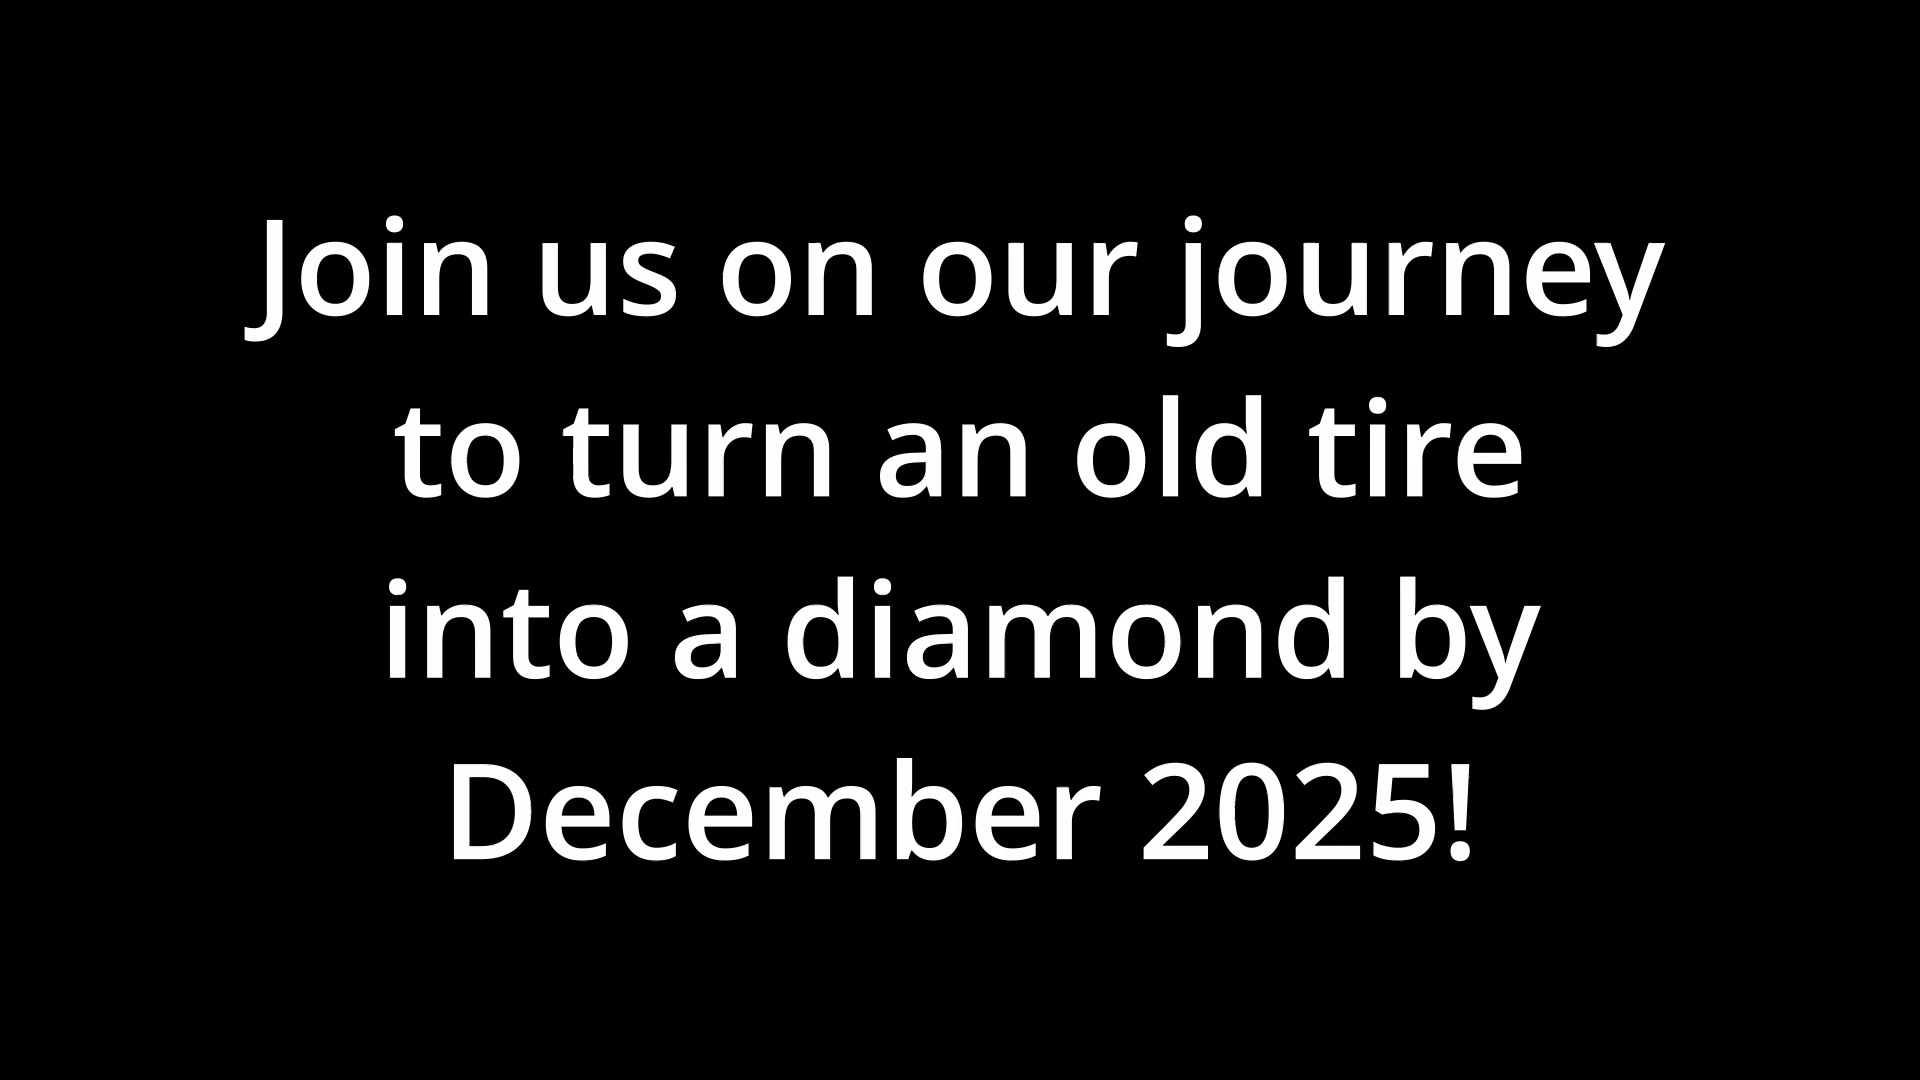 Join us on our journey
to turn an old tire
into a diamond by
December 2025!